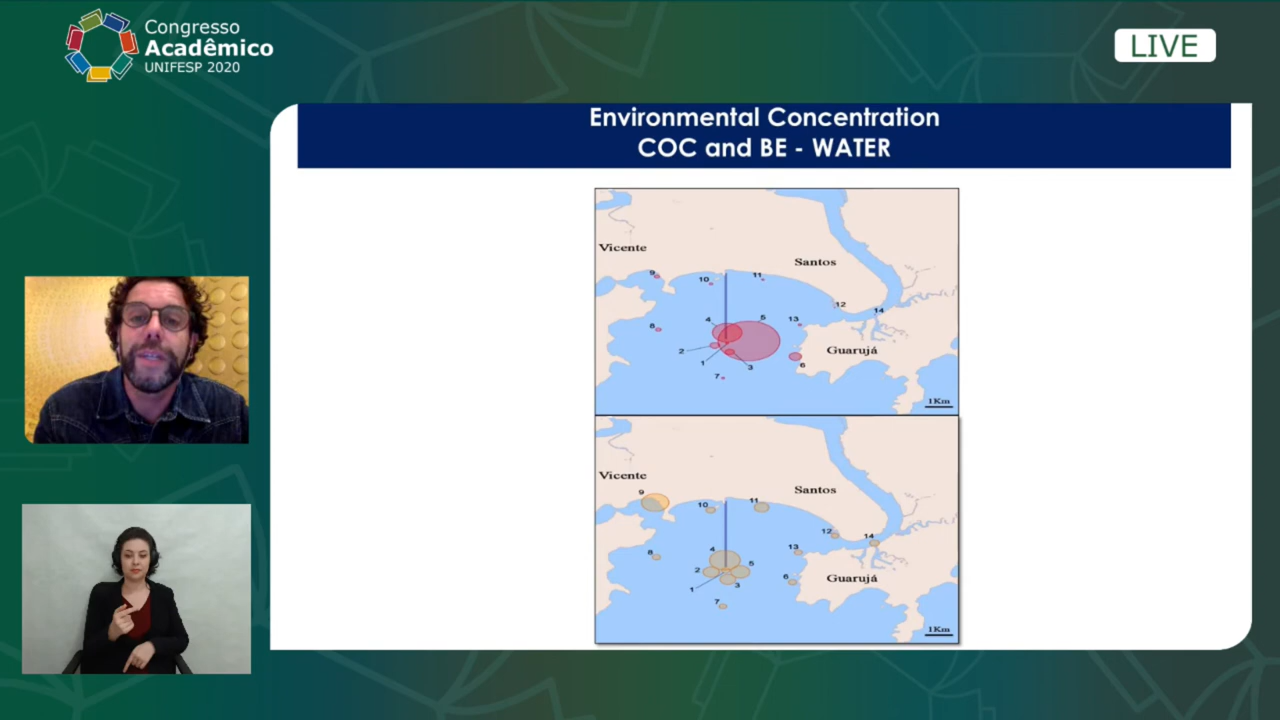 Congresso
Acadêmico
UNIFESP 2020
LIVE
Environmental Concentration
COC and BE - WATER
Vicente
Santos
Guarujá
9
10
11
12
14
13
4
5
8
2
1
3
6
7
1Km
Vicente
Santos
Guarujá
9
10
11
12
14
13
4
5
8
2
1
3
6
7
1Km